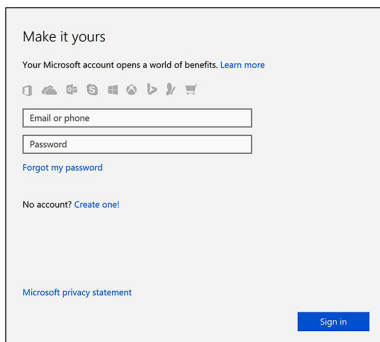 Make it yours
Your Microsoft account opens a world of benefits. Learn more
Email or phone
Password
Forgot my password
No account? Create one!
Microsoft privacy statement
Sign in